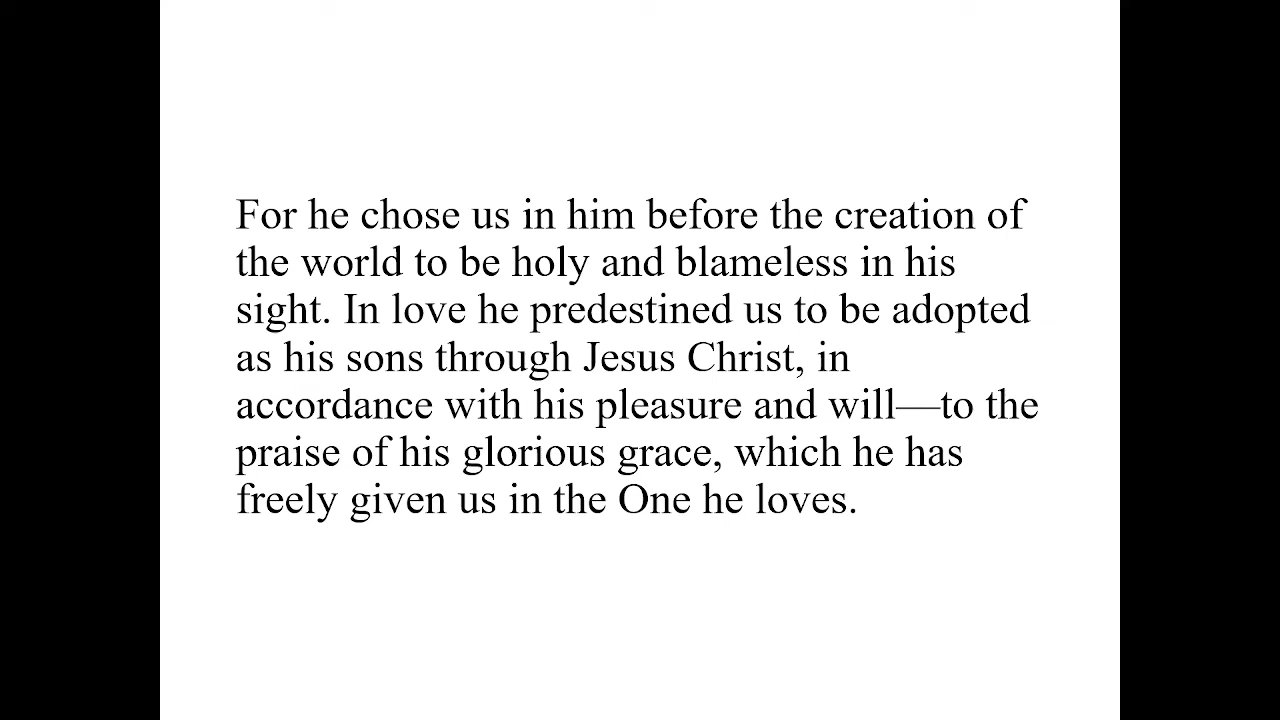 For he chose us in him before the creation of
the world to be holy and blameless in his
sight. In love he predestined us to be adopted
as his sons through Jesus Christ, in
accordance with his pleasure and will—to the
praise of his glorious grace, which he has
freely given us in the One he loves.